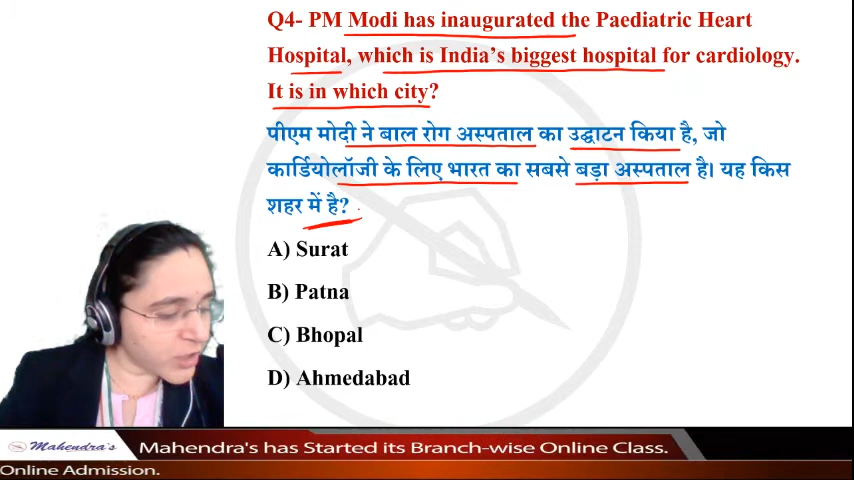 Q4- PM Modi has inaugurated the Paediatric Heart
Hospital, which is India's biggest hospital for cardiology.
It is in which city?
पीएम मोदी ने बाल रोग अस्पताल का उद्घाटन किया है, जो
कार्डियोलॉजी के लिए भारत का सबसे बड़ा अस्पताल है। यह किस
शहर में है?
A) Surat
B) Patna
C) Bhopal
D) Ahmedabad
Mahendra's
Mahendra's has Started its Branch-wise Online Class.
Online Admission.